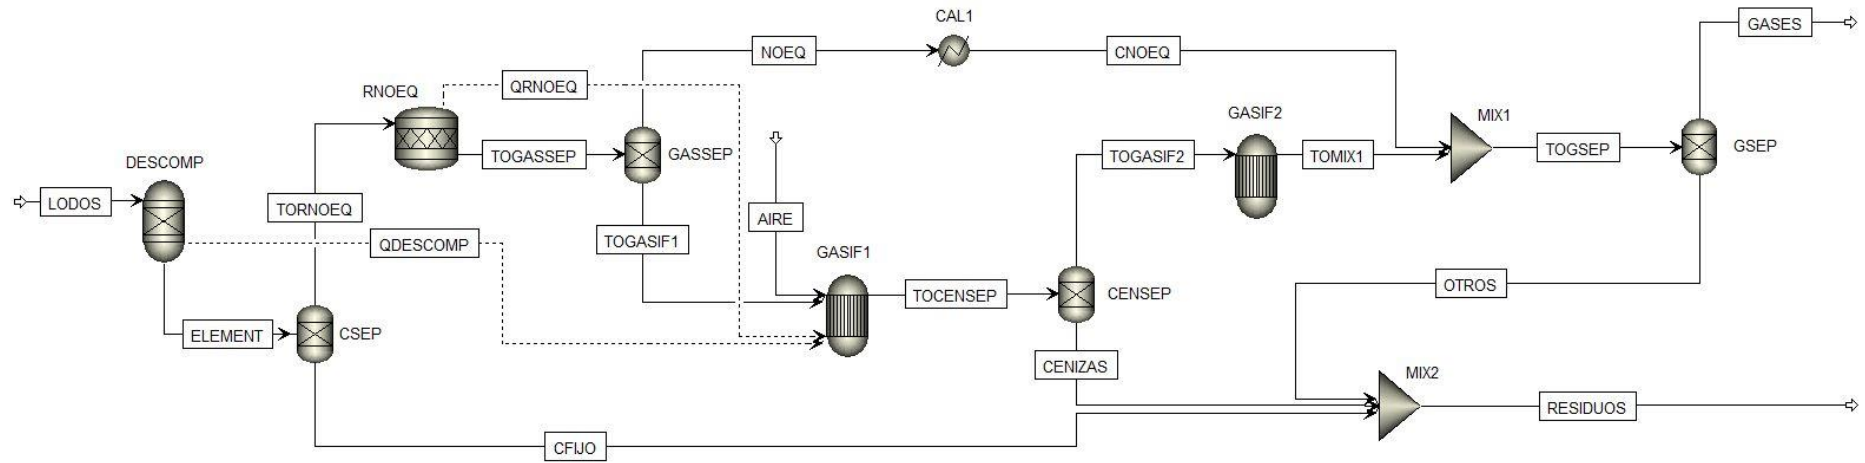 GASES
CAL1
NOEQ
CNOEQ
QRNOEQ
RNOEQ
GASIF2
MIX1
TOGSEP
GSEP
TOGASSEP
GASSEP
TOGASIF2
TOMIX1
DESCOMP
LODOS
TORNOEQ
AIRE
QDESCOMP
TOGASIF1
GASIF1
TOCENSEP
CENSEP
OTROS
ELEMENT
CSEP
CENIZAS
MIX2
RESIDUOS
CFIJO